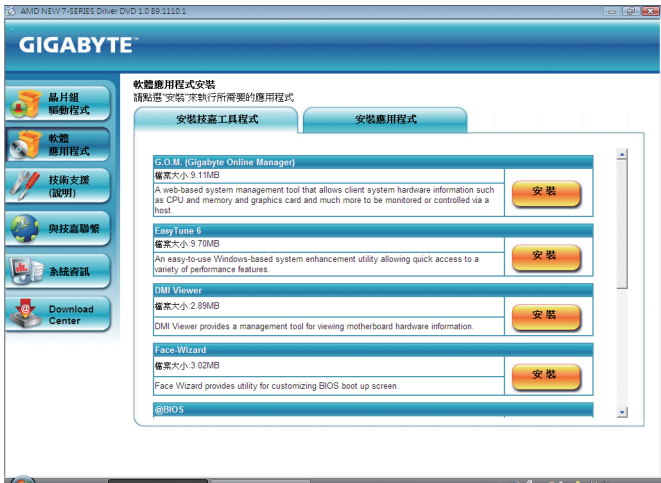 AMD NEW 7-SERIES Driver DVD 1.0 B9.1110.1
GIGABYTE™
晶片組
驅動程式
軟體
應用程式
技術支援
(說明)
與技嘉聯繫
系統資訊
Download
Center
軟體應用程式安裝
請點選"安裝"來執行所需要的應用程式
安裝技嘉工具程式
安裝應用程式
G.O.M. (Gigabyte Online Manager)
檔案大小:9.11MB
A web-based system management tool that allows client system hardware information such
as CPU and memory and graphics card and much more to be monitored or controlled via a
host.
安裝
EasyTune 6
檔案大小:9.70MB
An easy-to-use Windows-based system enhancement utility allowing quick access to a
variety of performance features.
安裝
DMI Viewer
檔案大小:2.89MB
DMI Viewer provides a management tool for viewing motherboard hardware information.
安裝
Face-Wizard
檔案大小:3.02MB
Face Wizard provides utility for customizing BIOS boot up screen.
安裝
@BIOS